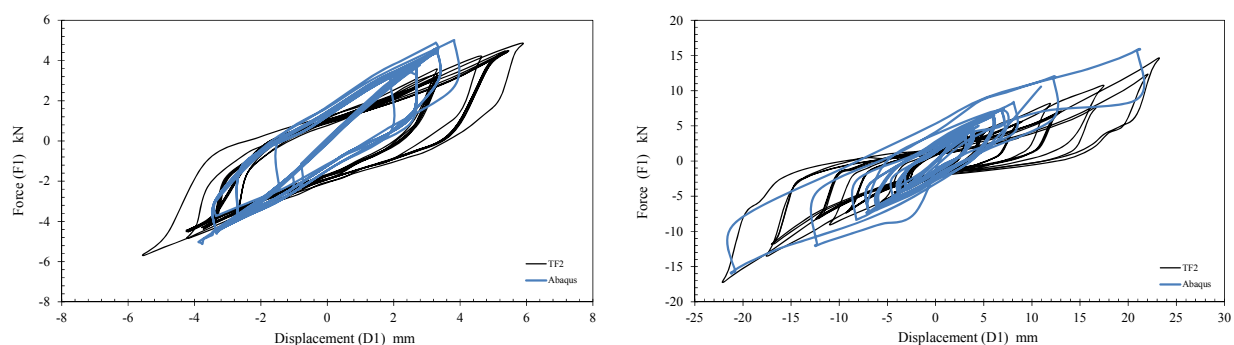 6
4
2
0
-2
-4
-6
-8
Force (F1) kN
-8 -6 -4 -2 0 2 4 6 8
Displacement (D1) mm
TF2
Abaqus
20
15
10
5
0
-5
-10
-15
-20
Force (F1) kN
-25 -20 -15 -10 -5 0 5 10 15 20 25 30
Displacement (D1) mm
TF2
Abaqus